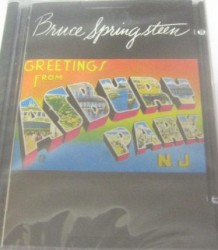 Bruce Springsteen
GREETINGS
FROM
ASBURY
PARK
N.J.